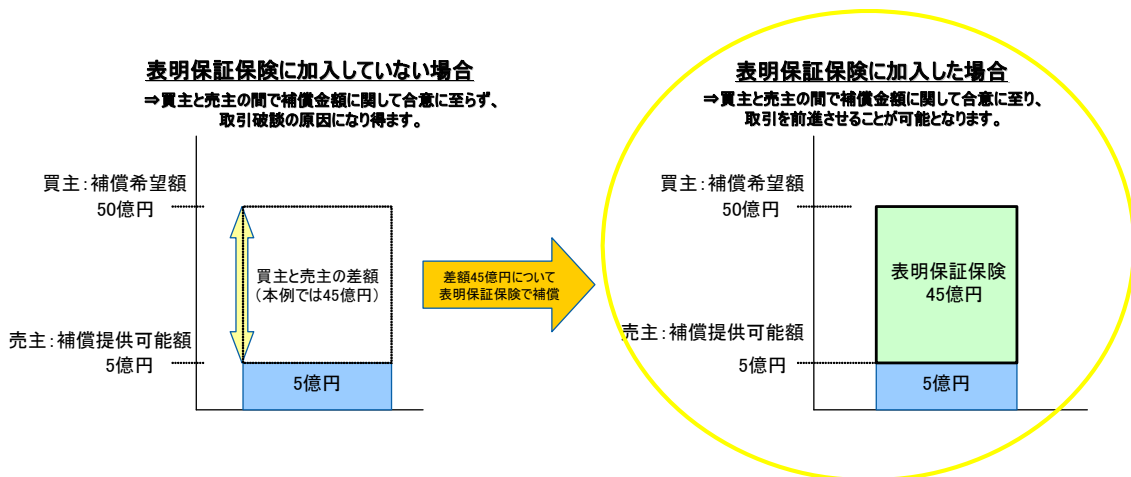 表明保証保険に加入していない場合
⇒買主と売主の間で補償金額に関して合意に至らず、
取引破談の原因になり得ます。
買主：補償希望額
50億円
買主と売主の差額
（本例では45億円）
売主：補償提供可能額
5億円
5億円
差額45億円について
表明保証保険で補償
表明保証保険に加入した場合
⇒買主と売主の間で補償金額に関して合意に至り、
取引を前進させることが可能となります。
買主：補償希望額
50億円
表明保証保険
45億円
売主：補償提供可能額
5億円
5億円